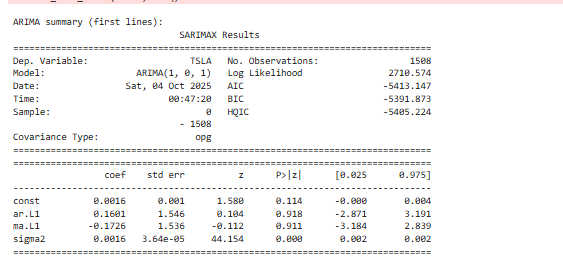 ARIMA summary (first lines):
SARIMAX Results
==============================================================================
Dep. Variable: TSLA No. Observations: 1508
Model: ARIMA(1, 0, 1) Log Likelihood 2710.574
Date: Sat, 04 Oct 2025 AIC -5413.147
Time: 00:47:20 BIC -5391.873
Sample: 0 HQIC -5405.224
- 1508
Covariance Type: opg
==============================================================================
==============================================================================
coef std err z P>|z| [0.025 0.975]
------------------------------------------------------------------------------
const 0.0016 0.001 1.580 0.114 -0.000 0.004
ar.L1 0.1601 1.546 0.104 0.918 -2.871 3.191
ma.L1 -0.1726 1.536 -0.112 0.911 -3.184 2.839
sigma2 0.0016 3.64e-05 44.154 0.000 0.002 0.002
==============================================================================